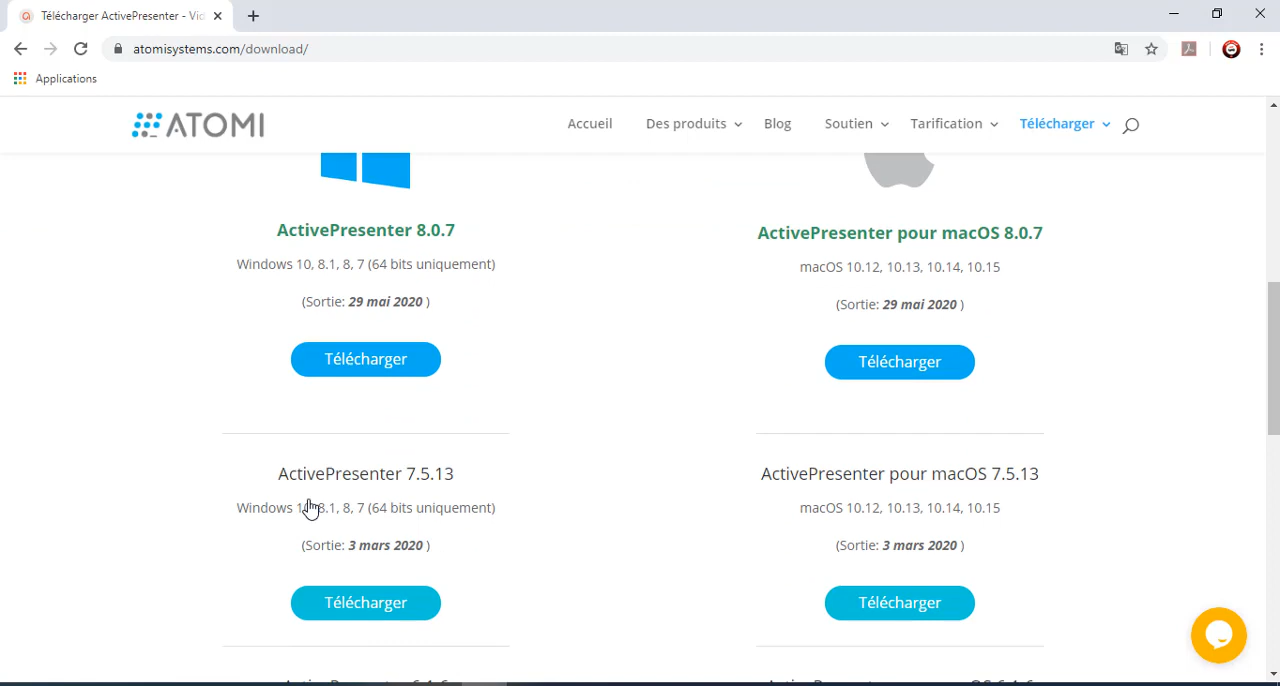 Télécharger ActivePresenter - Vid
atomisystems.com/download/
Applications
ATOMI
Accueil
Des produits
Blog
Soutien
Tarification
Télécharger
ActivePresenter 8.0.7
Windows 10, 8.1, 8, 7 (64 bits uniquement)
(Sortie: 29 mai 2020 )
Télécharger
ActivePresenter pour macOS 8.0.7
macOS 10.12, 10.13, 10.14, 10.15
(Sortie: 29 mai 2020 )
Télécharger
ActivePresenter 7.5.13
Windows 10, 8.1, 8, 7 (64 bits uniquement)
(Sortie: 3 mars 2020 )
Télécharger
ActivePresenter pour macOS 7.5.13
macOS 10.12, 10.13, 10.14, 10.15
(Sortie: 3 mars 2020 )
Télécharger